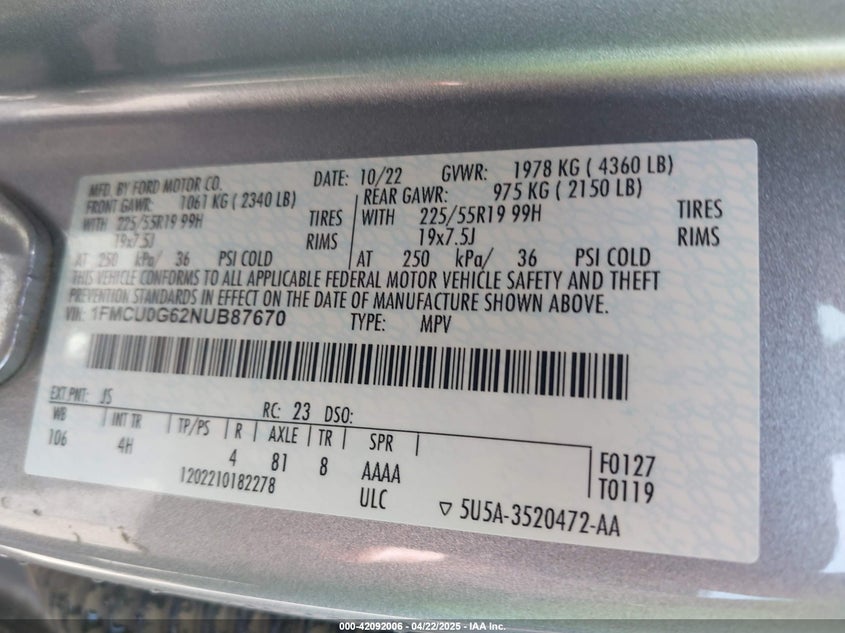 MFD. BY FORD MOTOR CO. DATE: 10/22 GVWR: 1978 KG ( 4360 LB)
FRONT GAWR: 1061 KG ( 2340 LB) REAR GAWR: 975 KG ( 2150 LB)
WITH 225/55R19 99H TIRES WITH 225/55R19 99H TIRES
19x7.5J RIMS 19x7.5J RIMS
AT 250 kPa/ 36 PSI COLD AT 250 kPa/ 36 PSI COLD
THIS VEHICLE CONFORMS TO ALL APPLICABLE FEDERAL MOTOR VEHICLE SAFETY AND THEFT
PREVENTION STANDARDS IN EFFECT ON THE DATE OF MANUFACTURE SHOWN ABOVE.
VIN: 1FMCU0G62NUB87670 TYPE: MPV
EXT PNT: JS RC: 23 DSO:
WB INT TR TP/PS R AXLE TR SPR
106 4H 4 81 8 AAAA F0127
1202210182278 ULC T0119
▽ 5U5A-3520472-AA
000-42092006 - 04/22/2025 - IAA Inc.